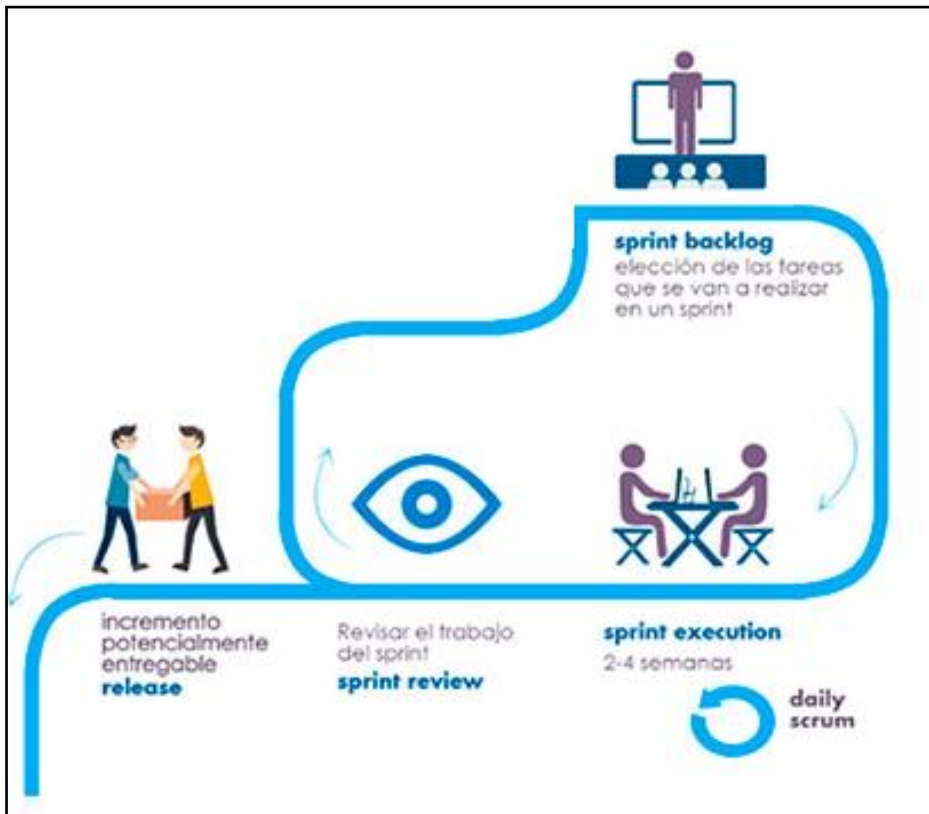 sprint backlog
elección de las tareas
que se van a realizar
en un sprint
incremento
potencialmente
entregable
release
Revisar el trabajo
del sprint
sprint review
sprint execution
2-4 semanas
daily
scrum